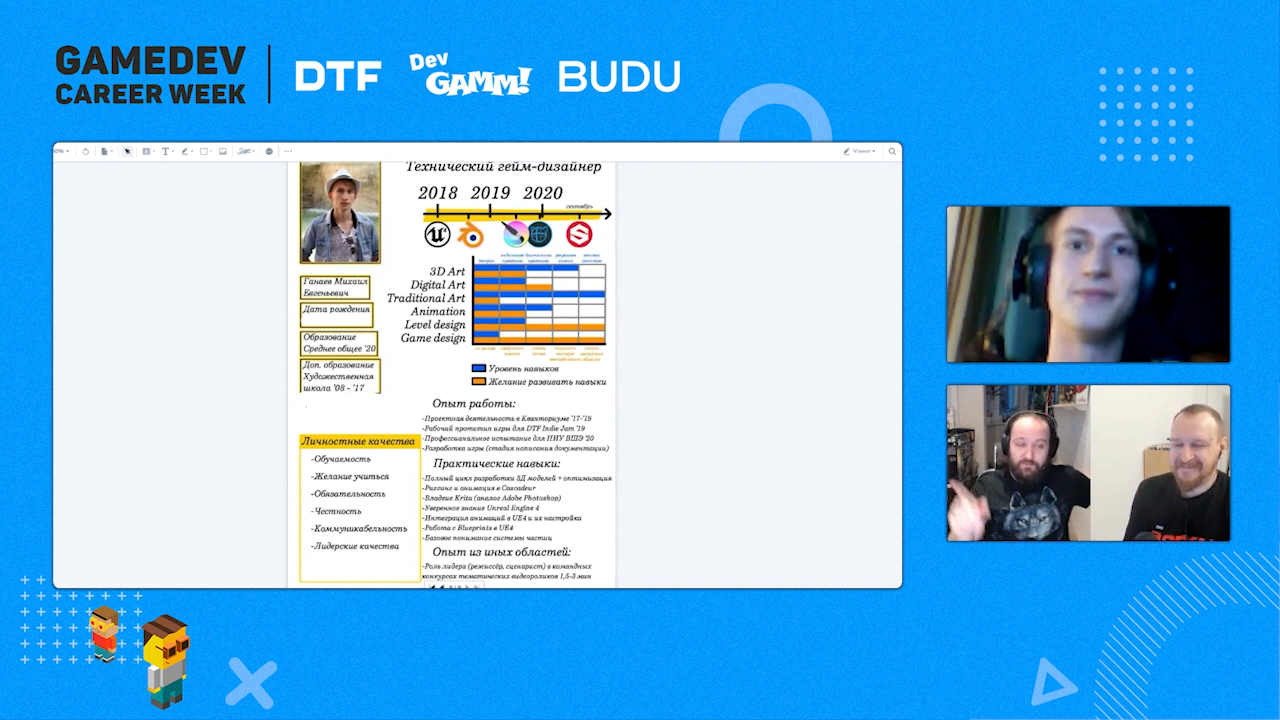 GAMEDEV
CAREER WEEK
DTF
Dev
GAMM!
BUDU
Viewer
Технический гейм-дизайнер
2018 2019 2020
сентябрь
3D Art
Digital Art
Traditional Art
Animation
Level design
Game design
Уровень навыков
Желание развивать навыки
Ганаев Михаил
Евгеньевич
Дата рождения
Образование
Среднее общее '20
Доп. образование
Художественная
школа '08 - '17
Личностные качества
-Обучаемость
-Желание учиться
-Обязательность
-Честность
-Коммуникабельность
-Лидерские качества
Опыт работы:
-Проектная деятельность в Кванториуме '17-'19
-Рабочий прототип игры для DTF Indie Jam '19
-Профессианальное испытание для НИУ ВШЭ '20
-Разработка игры (стадия написания документации)
Практические навыки:
-Полный цикл разработки 3Д моделей + оптимизация
-Риггинг и анимация в Cascadeur
-Владеие Krita (аналог Adobe Photoshop)
-Уверенное знание Unreal Engine 4
-Интеграция анимаций в UE4 и их настройка
-Работа с Blueprints в UE4
-Базовое понимание системы частиц
Опыт из иных областей:
-Роль лидера (режиссёр, сценарист) в командных
конкурсах тематических видеороликов 1,5-3 мин